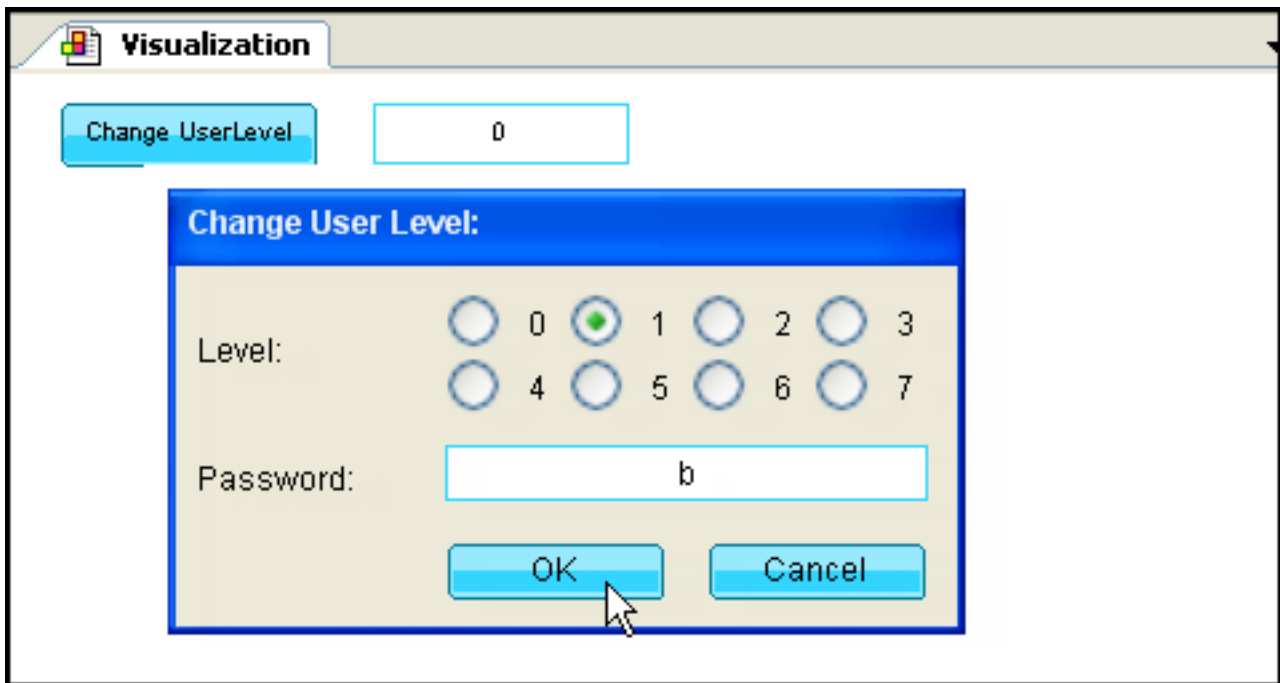 Visualization
Change UserLevel 0
Change User Level:
Level: 0 1 2 3
4 5 6 7
Password: b
OK Cancel